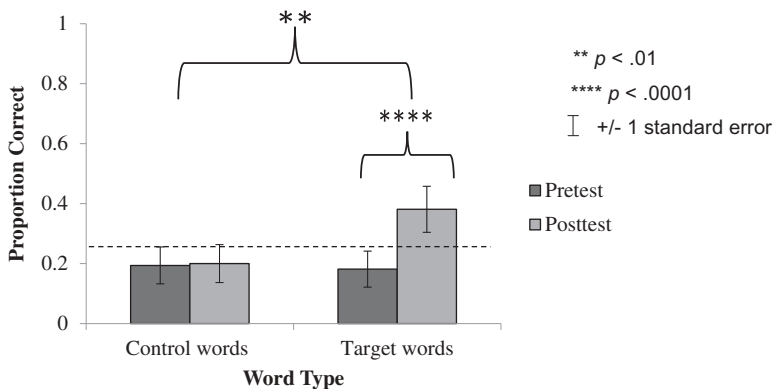 1
0.8
0.6
0.4
0.2
0
Proportion Correct
**
****
Control words
Target words
Word Type
** p < .01
**** p < .0001
+/- 1 standard error
Pretest
Posttest